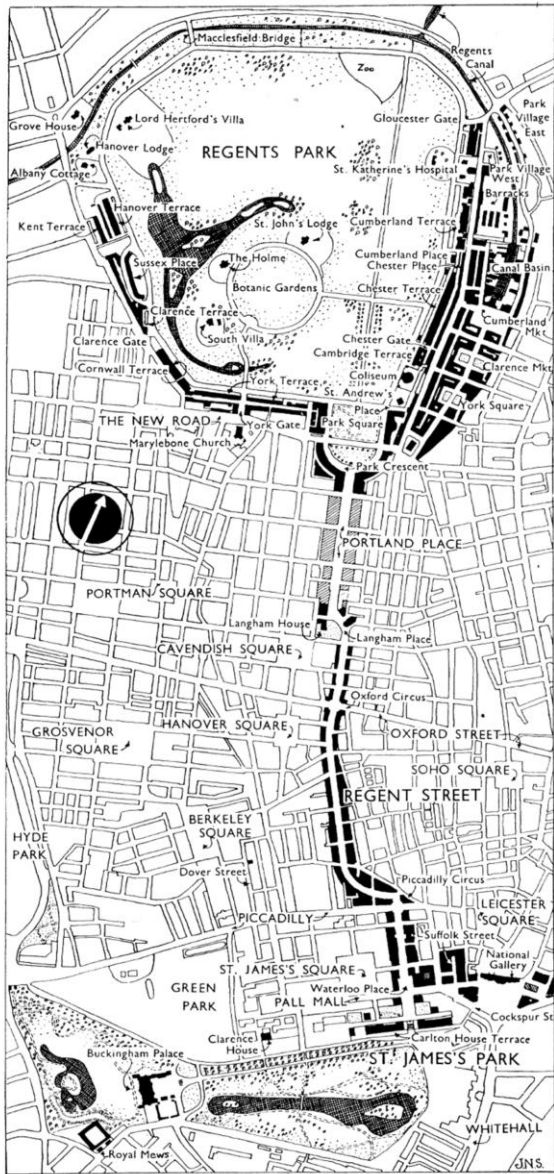 Macclesfield Bridge
Regents
Canal
Zoo
Grove House
Lord Hertford's Villa
Gloucester Gate
Park
Village
East
Hanover Lodge
REGENTS PARK
Albany Cottage
St. Katherine's Hospital
Park Village
West
Barracks
Hanover Terrace
Kent Terrace
St. John's Lodge
Cumberland Terrace
Sussex Place
The Holme
Cumberland Place
Chester Place
Canal Basin
Botanic Gardens
Chester Terrace
Clarence Terrace
Cumberland
Mkt
South Villa
Clarence Gate
Chester Gate
Cambridge Terrace
Clarence Mkt
Cornwall Terrace
Coliseum
York Terrace
St. Andrew's
Place
York Square
THE NEW ROAD
York Gate
Park Square
Marylebone Church
Park Crescent
PORTLAND
PLACE
PORTMAN SQUARE
Langham House
Langham Place
CAVENDISH SQUARE
Oxford Circus
HANOVER SQUARE
OXFORD STREET
GROSVENOR
SQUARE
SOHO SQUARE
REGENT STREET
BERKELEY
SQUARE
HYDE
PARK
Dover Street
Piccadilly Circus
PICCADILLY
LEICESTER
SQUARE
Suffolk Street
National
Gallery
ST. JAMES'S SQUARE
Waterloo Place
GREEN
PARK
PALL MALL
Cockspur St
Clarence
House
Carlton House Terrace
Buckingham Palace
ST. JAMES'S PARK
WHITEHALL
Royal Mews
J.N.S.